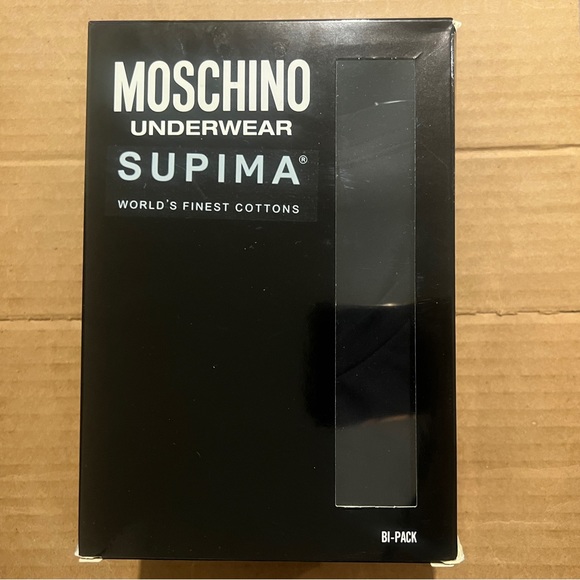 MOSCHINO
UNDERWEAR
SUPIMA®
WORLD'S FINEST COTTONS
BI-PACK